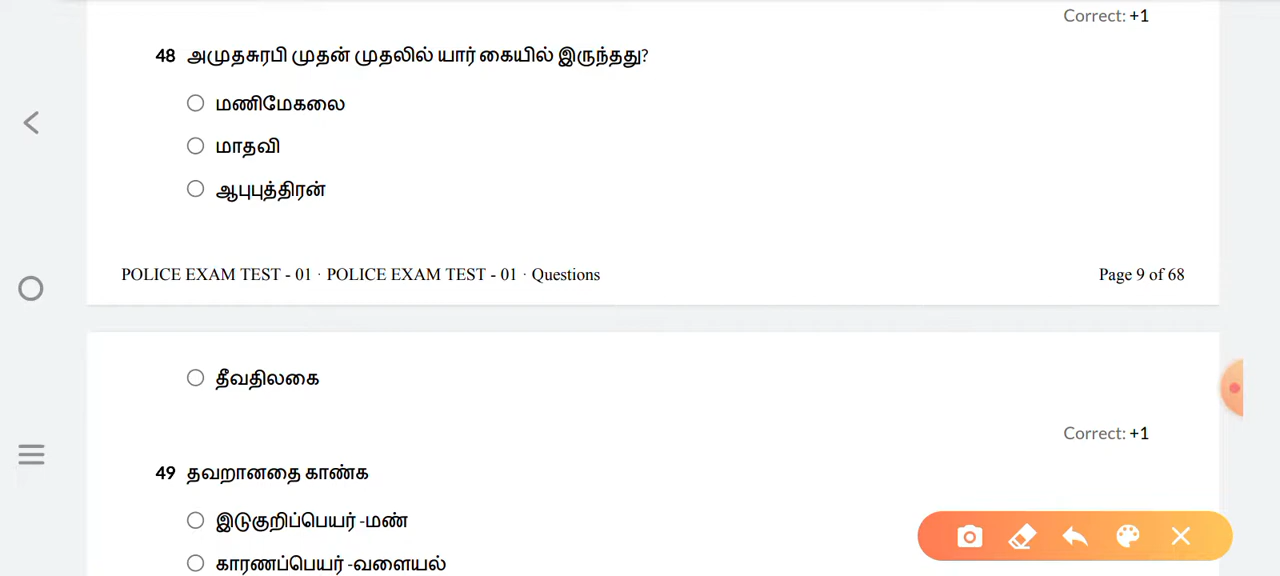 Correct: +1
48 அமுதசுரபி முதன் முதலில் யார் கையில் இருந்தது?
மணிமேகலை
மாதவி
ஆபுபுத்திரன்
POLICE EXAM TEST - 01 · POLICE EXAM TEST - 01 · Questions Page 9 of 68
தீவதிலகை
Correct: +1
49 தவறானதை காண்க
இடுகுறிப்பெயர் -மண்
காரணப்பெயர் -வளையல்